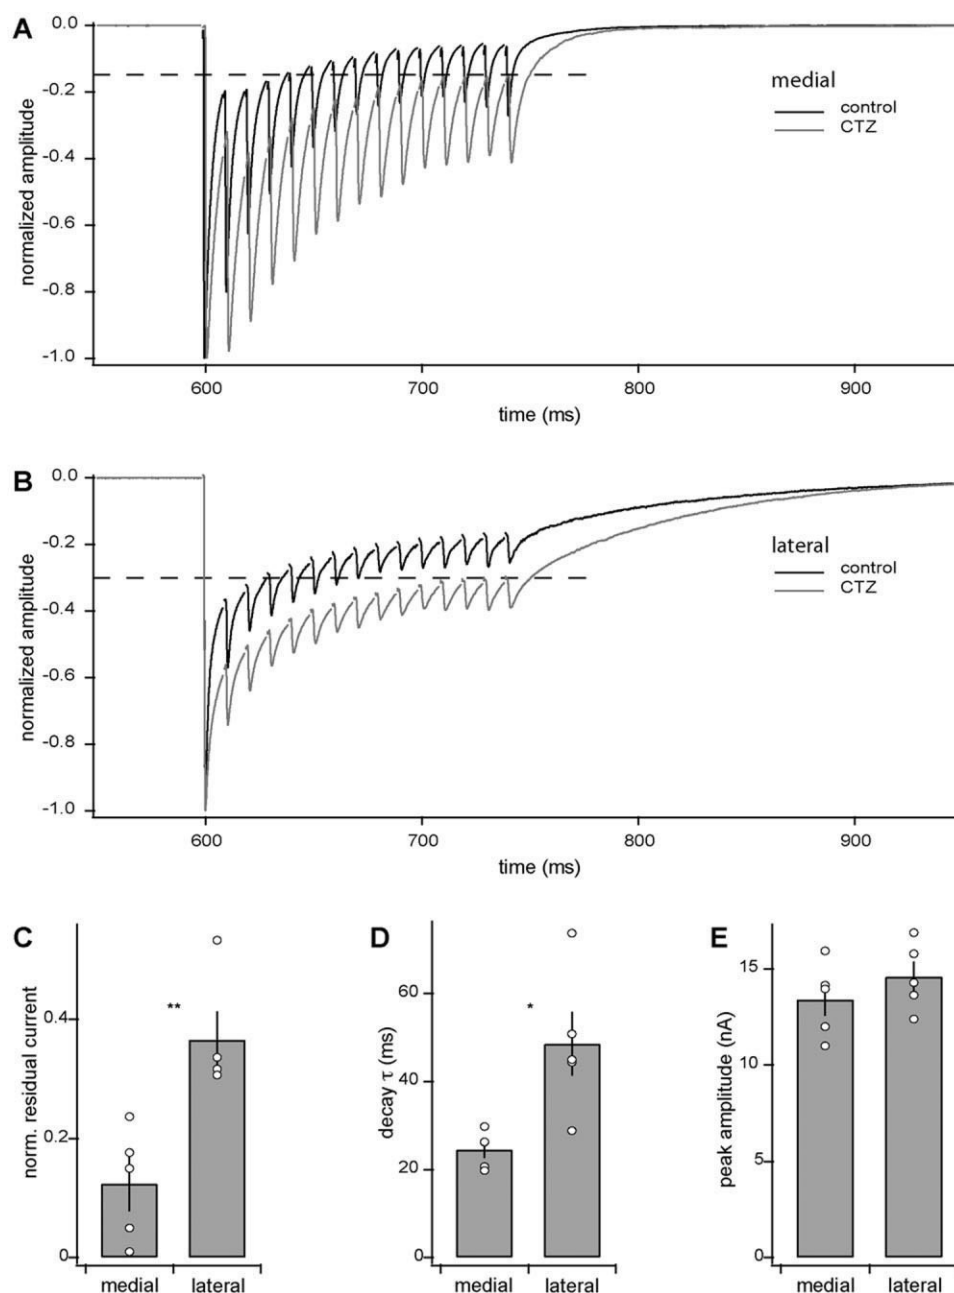 A
0.0
-0.2
-0.4
-0.6
-0.8
-1.0
normalized amplitude
medial
control
CTZ
600
700
800
900
time (ms)
B
0.0
-0.2
-0.4
-0.6
-0.8
-1.0
normalized amplitude
lateral
control
CTZ
600
700
800
900
time (ms)
C
norm. residual current
0.4
0.2
0
**
medial
lateral
D
decay τ (ms)
60
40
20
0
*
medial
lateral
E
peak amplitude (nA)
15
10
5
0
medial
lateral